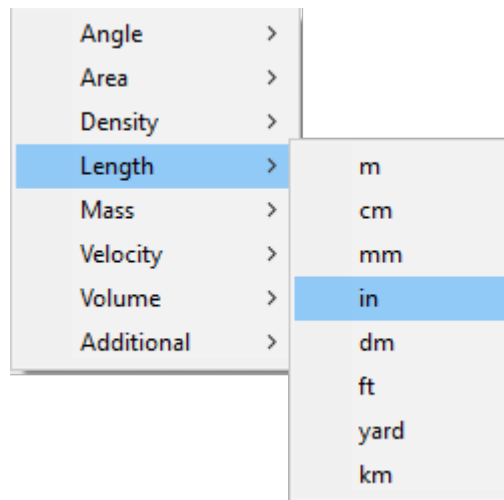 Angle
Area
Density
Length
Mass
Velocity
Volume
Additional
m
cm
mm
in
dm
ft
yard
km